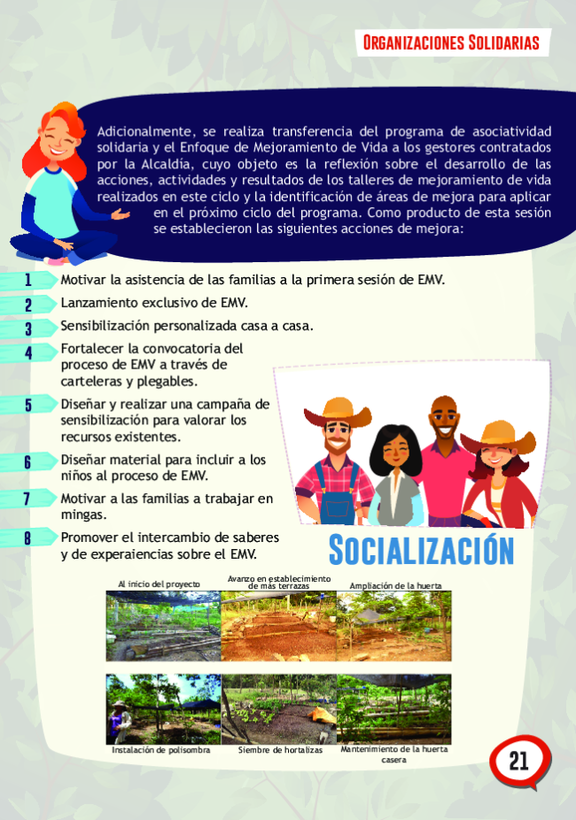 Organizaciones Solidarias
Adicionalmente, se realiza transferencia del programa de asociatividad
solidaria y el Enfoque de Mejoramiento de Vida a los gestores contratados
por la Alcaldia, cuyo objeto es la reflexión sobre el desarrollo de las
acciones, actividades y resultados de los talleres de mejoramiento de vida
realizados en este ciclo y la identificación de áreas de mejora para aplicar
en el próximo ciclo del programa. Como producto de esta sesión
se establecieron las siguientes acciones de mejora:
1 Motivar la asistencia de las familias a la primera sesión de EMV.
2 Lanzamiento exclusivo de EMV.
3 Sensibilización personalizada casa a casa.
4 Fortalecer la convocatoria del
proceso de EMV a través de
carteleras y plegables.
5 Diseñar y realizar una campaña de
sensibilización para valorar los
recursos existentes.
6 Diseñar material para incluir a los
niños al proceso de EMV.
7 Motivar a las familias a trabajar en
mingas.
8 Promover el intercambio de saberes
y de experaiencias sobre el EMV.
Socialización
Al inicio del proyecto
Avanzo en establecimiento
de más terrazas
Ampliación de la huerta
Instalación de polisombra
Siembre de hortalizas
Mantenimiento de la huerta
casera
21